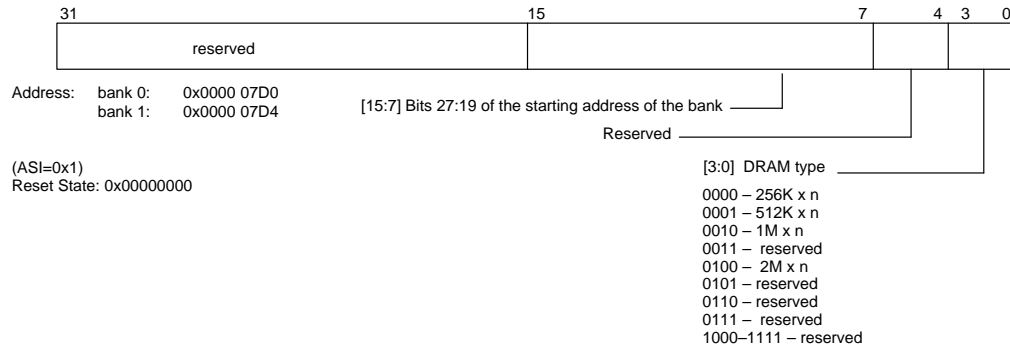 31 15 7 4 3 0
reserved
Address: bank 0: 0x0000 07D0
bank 1: 0x0000 07D4
[15:7] Bits 27:19 of the starting address of the bank
Reserved
(ASI=0x1)
Reset State: 0x00000000
[3:0] DRAM type
0000 – 256K x n
0001 – 512K x n
0010 – 1M x n
0011 – reserved
0100 – 2M x n
0101 – reserved
0110 – reserved
0111 – reserved
1000–1111 – reserved